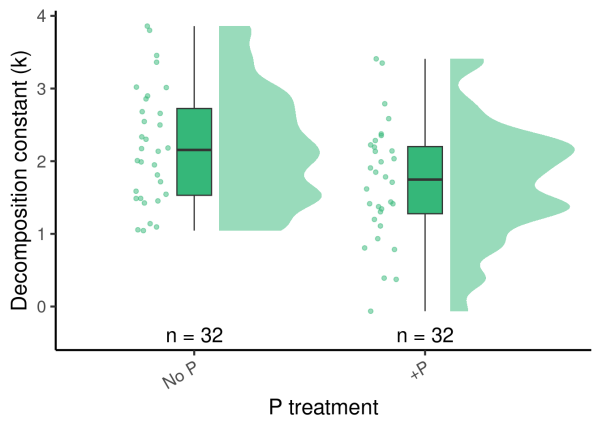 Decomposition constant (k)
4
3
2
1
0
n = 32
n = 32
No P
+P
P treatment